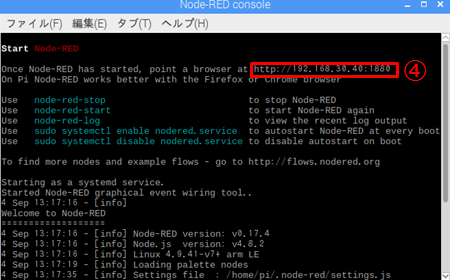 Node-RED console
ファイル(F) 編集(E) タブ(T) ヘルプ(H)
Start Node-RED
Once Node-RED has started, point a browser at http://192.168.30.40:1880
④
On Pi Node-RED works better with the Firefox or Chrome browser
Use node-red-stop to stop Node-RED
Use node-red-start to start Node-RED again
Use node-red-log to view the recent log output
Use sudo systemctl enable nodered.service to autostart Node-RED at every boot
Use sudo systemctl disable nodered.service to disable autostart on boot
To find more nodes and example flows - go to http://flows.nodered.org
Starting as a systemd service.
Started Node-RED graphical event wiring tool..
4 Sep 13:17:16 - [info]
Welcome to Node-RED
===================
4 Sep 13:17:16 - [info] Node-RED version: v0.17.4
4 Sep 13:17:16 - [info] Node.js version: v4.8.2
4 Sep 13:17:16 - [info] Linux 4.9.41-v7+ arm LE
4 Sep 13:17:19 - [info] Loading palette nodes
4 Sep 13:17:35 - [info] Settings file : /home/pi/.node-red/settings.js